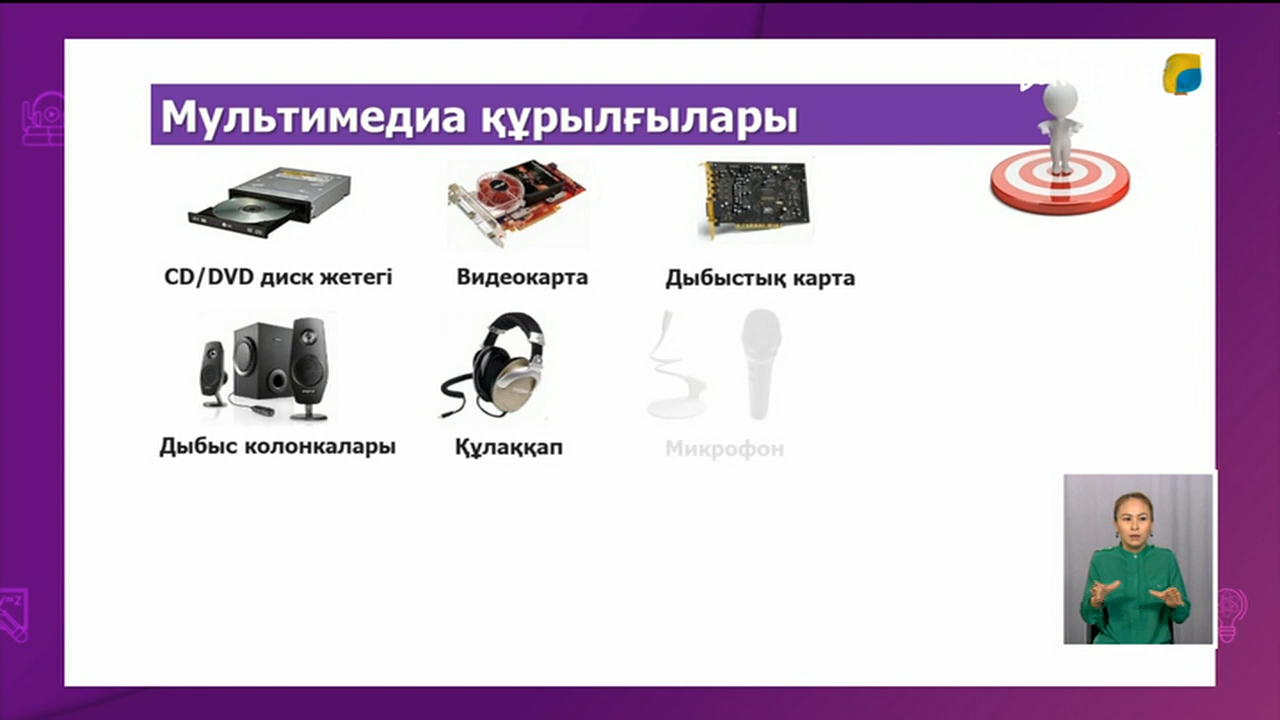 Мультимедиа құрылғылары
CD/DVD диск жетегі
Видеокарта
Дыбыстық карта
Дыбыс колонкалары
Құлаққап
Микрофон